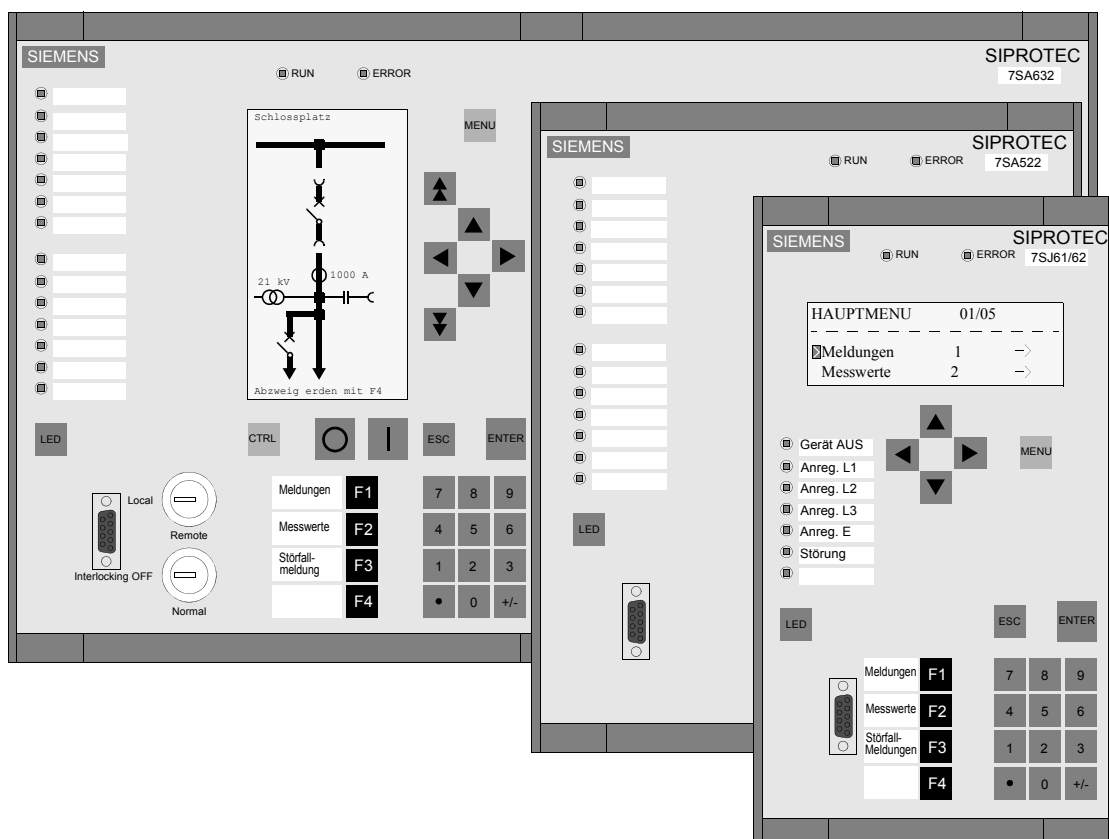 SIEMENS
RUN
ERROR
SIPROTEC
7SA632
Schlossplatz
21 kV
1000 A
Abzweig erden mit F4
MENU
LED
CTRL
ESC
ENTER
Local
Remote
Interlocking OFF
Normal
Meldungen F1
Messwerte F2
Störfall-
meldung F3
F4
7 8 9
4 5 6
1 2 3
• 0 +/-
SIEMENS
RUN
ERROR
SIPROTEC
7SA522
LED
SIEMENS
RUN
ERROR
SIPROTEC
7SJ61/62
HAUPTMENU 01/05
Meldungen 1
Messwerte 2
Gerät AUS
Anreg. L1
Anreg. L2
Anreg. L3
Anreg. E
Störung
MENU
LED
ESC
ENTER
Meldungen F1
Messwerte F2
Störfall-
Meldungen F3
F4
7 8 9
4 5 6
1 2 3
• 0 +/-